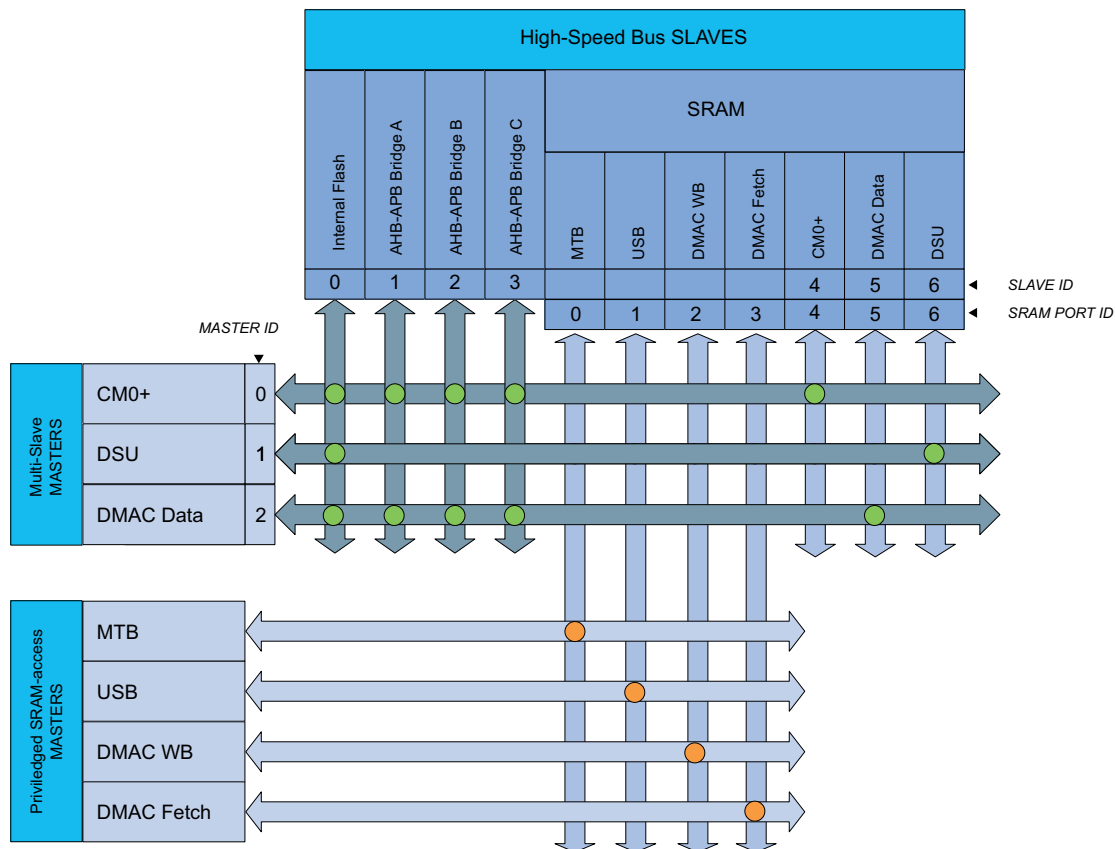 High-Speed Bus SLAVES
SRAM
Internal Flash
AHB-APB Bridge A
AHB-APB Bridge B
AHB-APB Bridge C
MTB
USB
DMAC WB
DMAC Fetch
CM0+
DMAC Data
DSU
0 1 2 3 4 5 6 SLAVE ID
0 1 2 3 4 5 6 SRAM PORT ID
MASTER ID
Multi-Slave
MASTERS
CM0+ 0
DSU 1
DMAC Data 2
Priviledged SRAM-access
MASTERS
MTB
USB
DMAC WB
DMAC Fetch